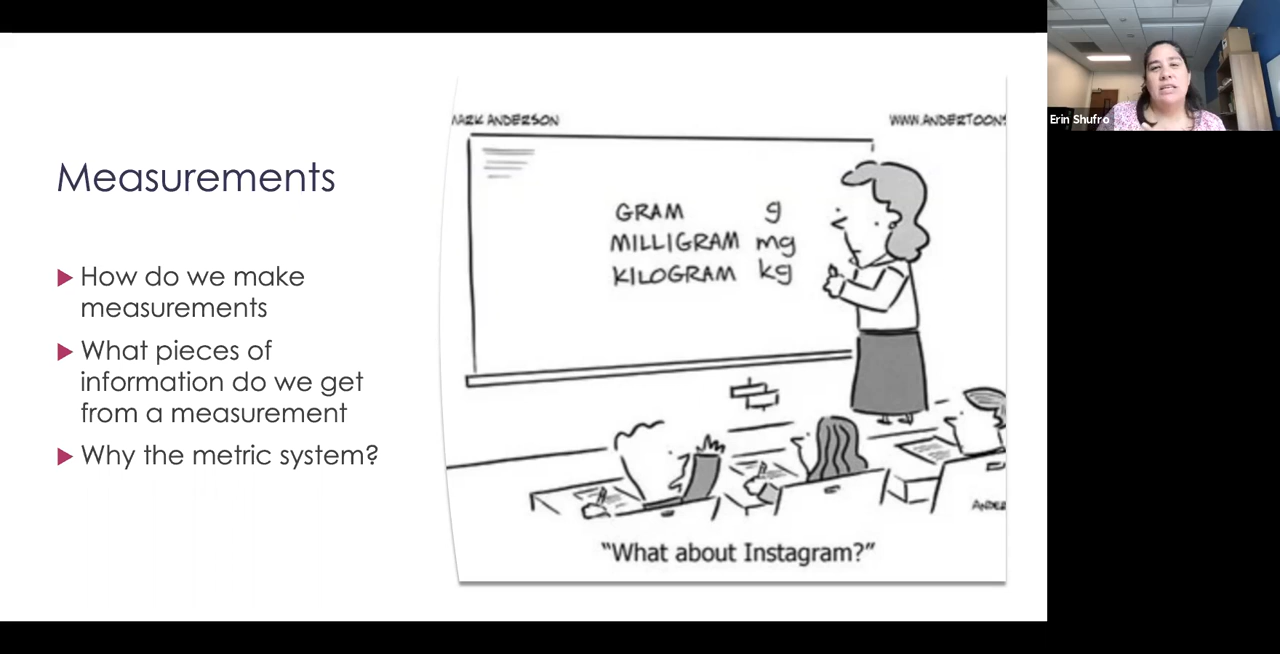 Measurements
How do we make
measurements
What pieces of
information do we get
from a measurement
Why the metric system?
MARK ANDERSON
WWW.ANDERTOONS
GRAM g
MILLIGRAM mg
KILOGRAM kg
ANDER
"What about Instagram?"
Erin Shufro